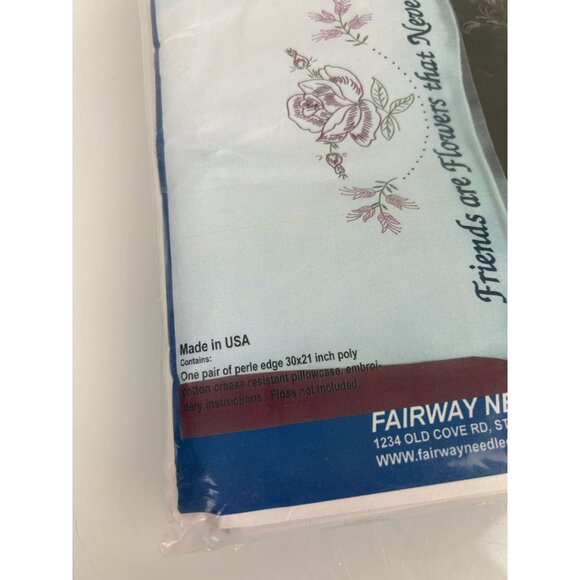 Friends are Flowers that Neve
Made in USA
Contains:
One pair of perle edge 30x21 inch poly
cotton crease resistant pillowcase, embroi-
dery instructions. Floss not included.
FAIRWAY NE
1234 OLD COVE RD, ST
www.fairwayneedle